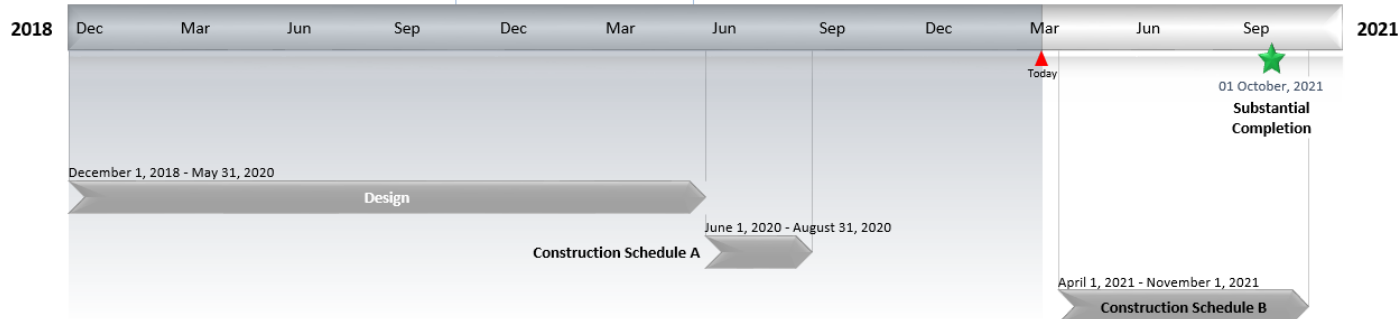 2018 Dec Mar Jun Sep Dec Mar Jun Sep Dec Mar Jun Sep 2021
Today
01 October, 2021
Substantial
Completion
December 1, 2018 - May 31, 2020
Design
June 1, 2020 - August 31, 2020
Construction Schedule A
April 1, 2021 - November 1, 2021
Construction Schedule B